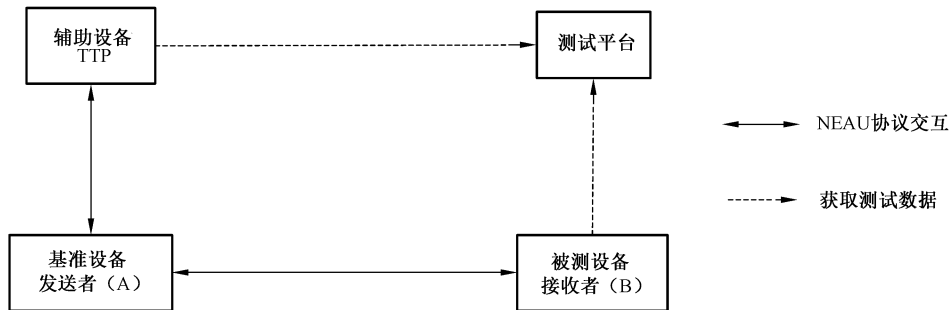 辅助设备
TTP
测试平台
NEAU协议交互
获取测试数据
基准设备
发送者（A）
被测设备
接收者（B）